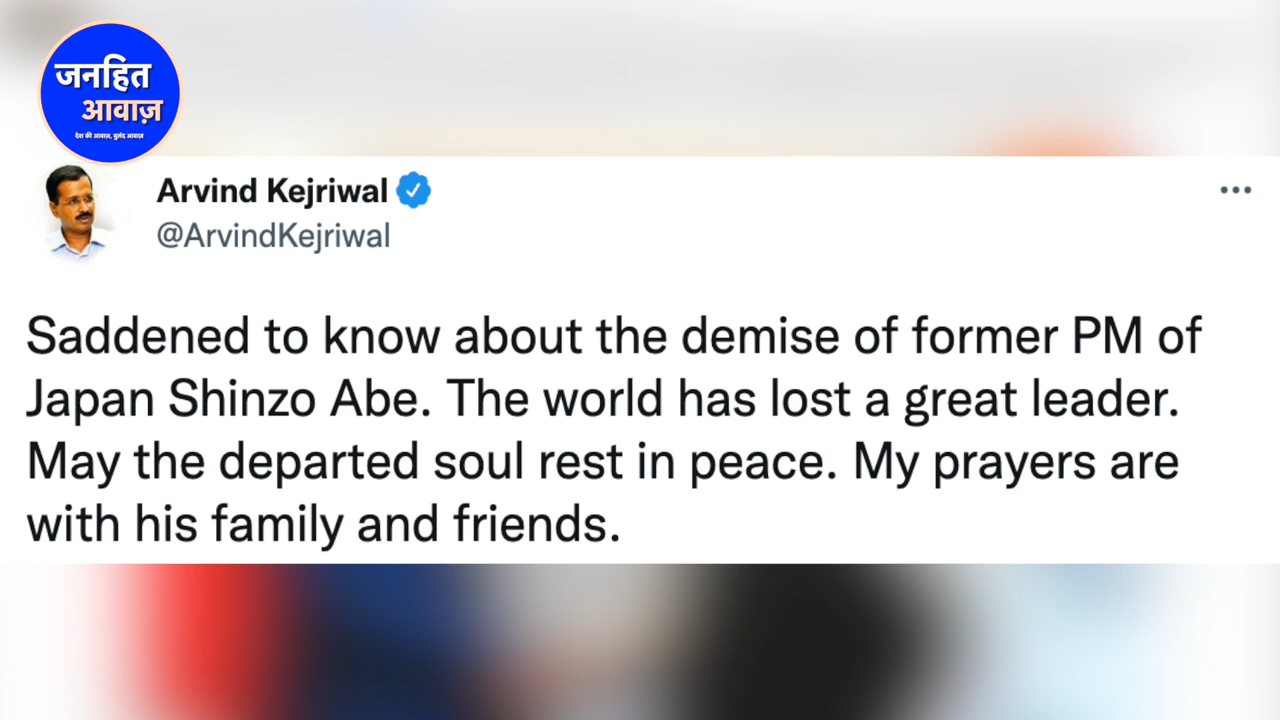 जनहित
आवाज़
देश की आवाज़, बुलंद आवाज़
Arvind Kejriwal
@ArvindKejriwal
Saddened to know about the demise of former PM of
Japan Shinzo Abe. The world has lost a great leader.
May the departed soul rest in peace. My prayers are
with his family and friends.